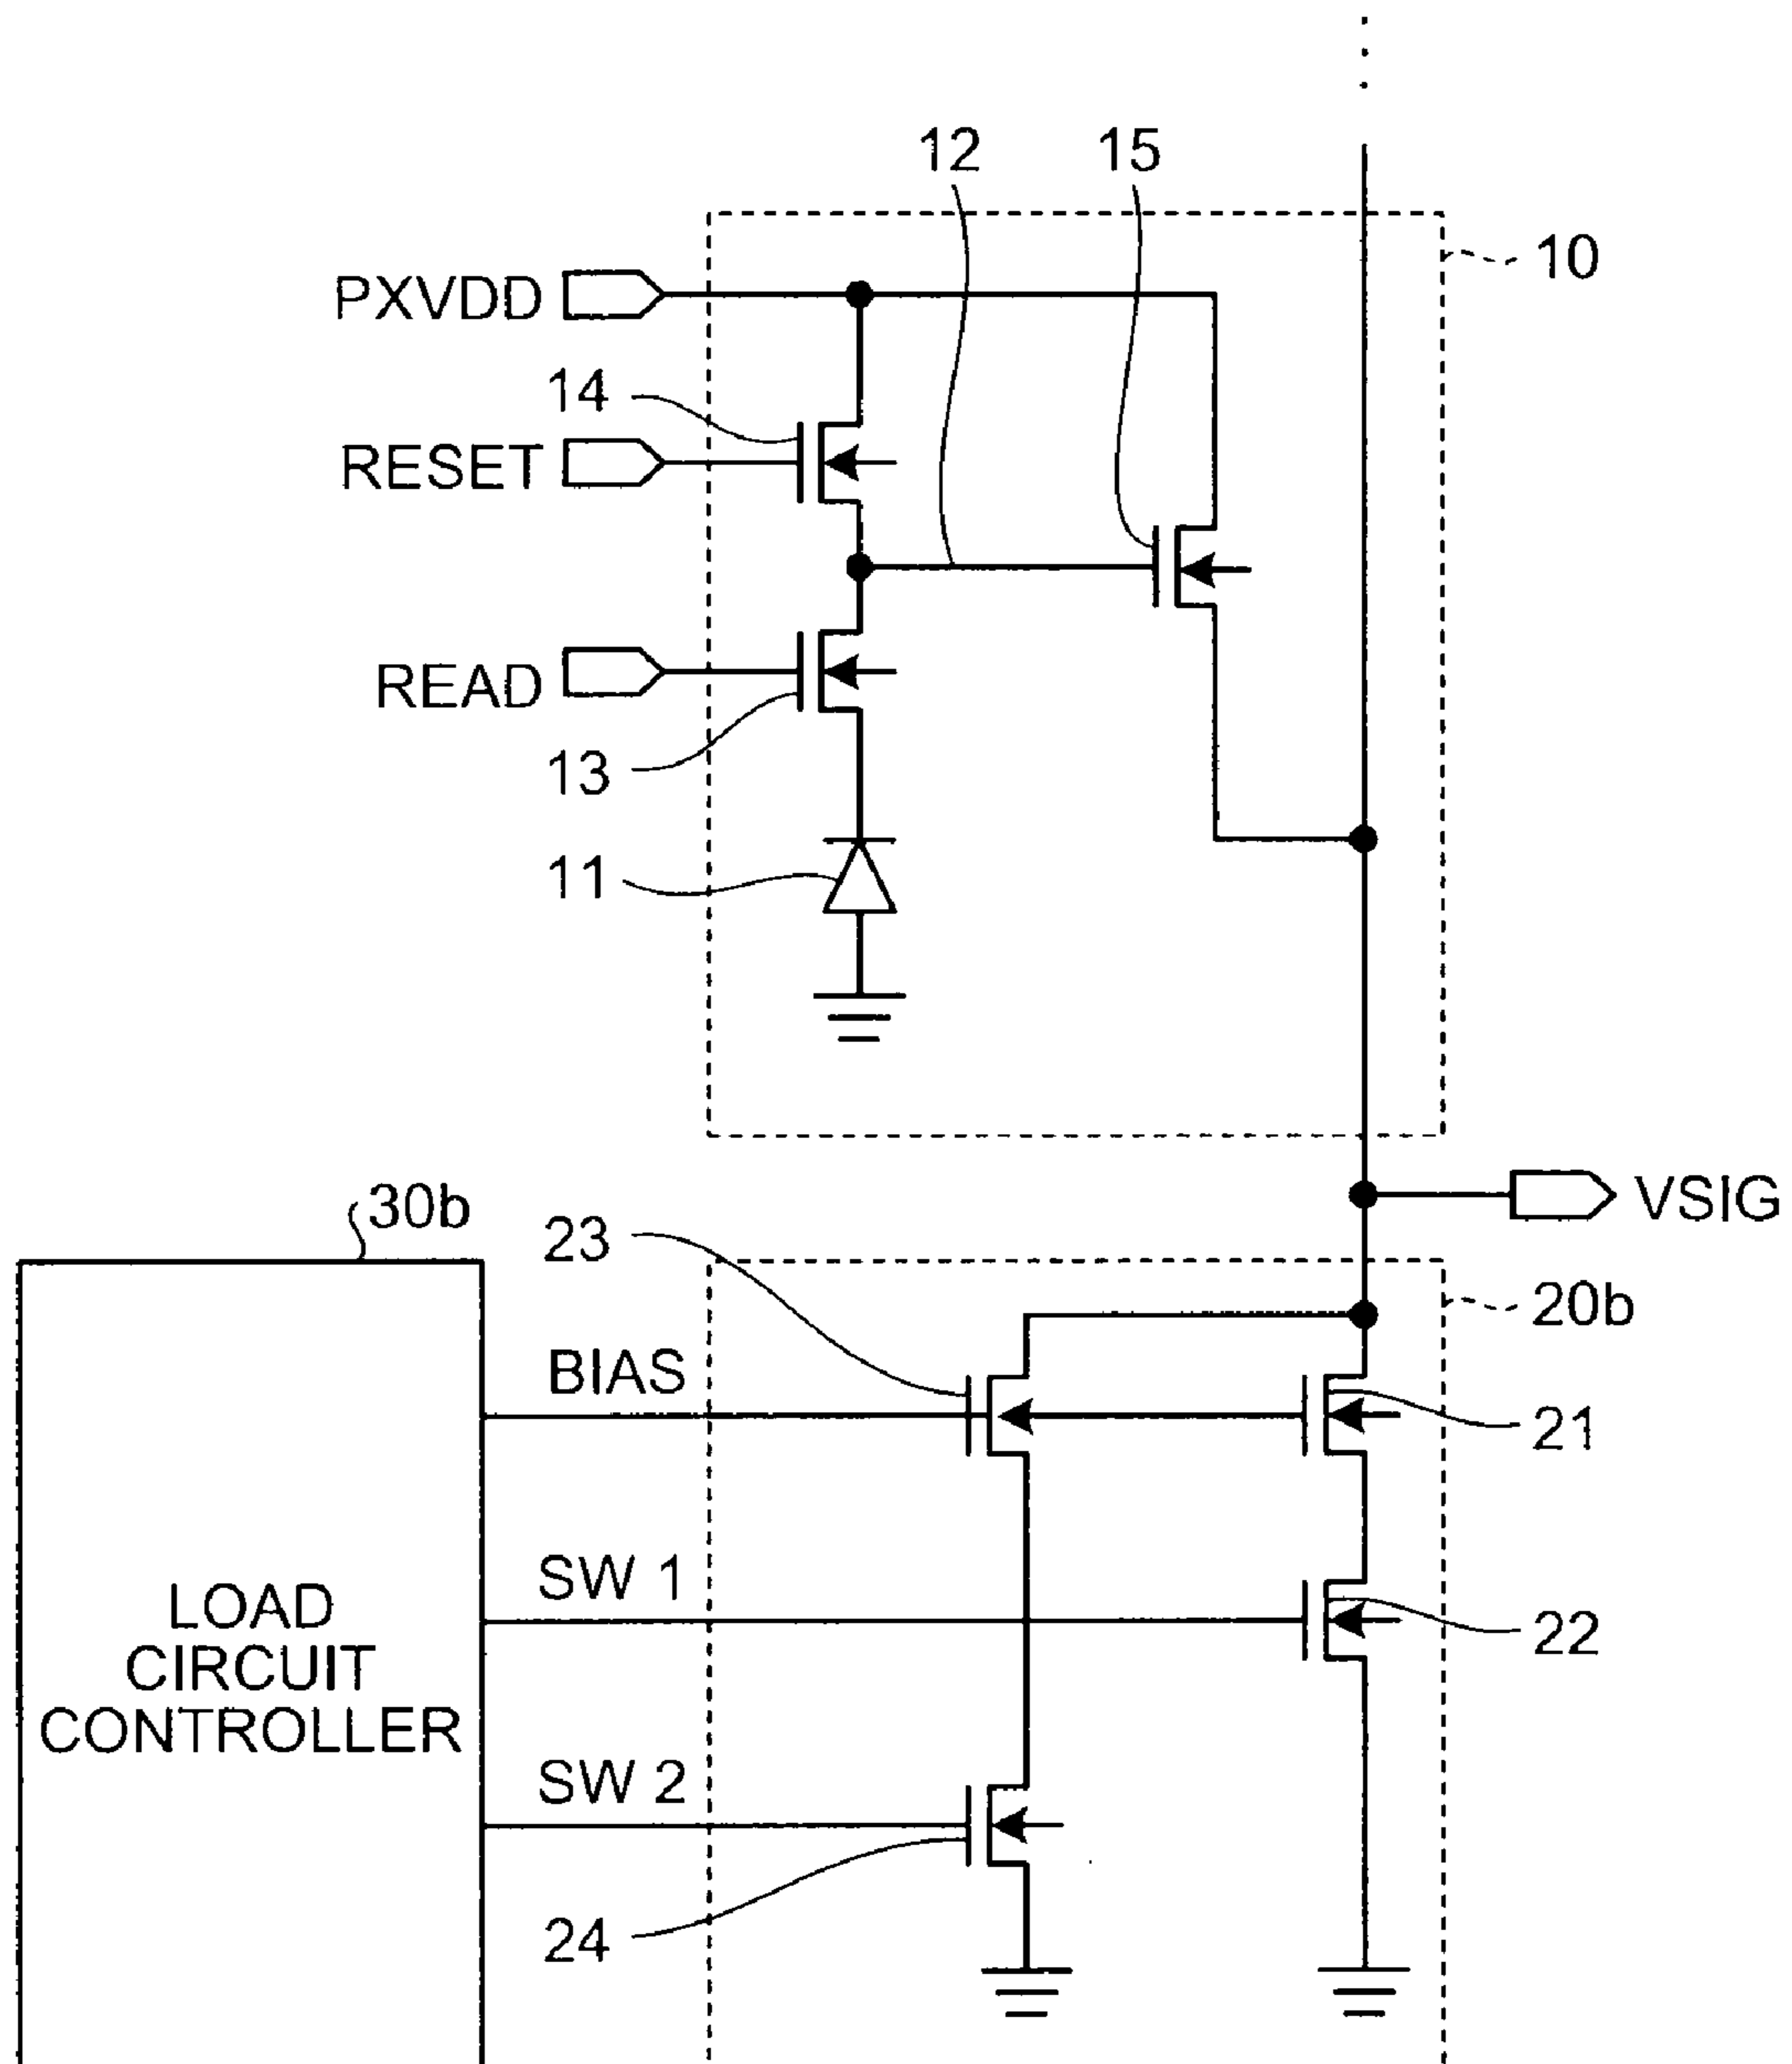 12 15
10
PXVDD
14
RESET
READ
13
11
VSIG
30b
23
20b
BIAS
21
SW 1
22
LOAD
CIRCUIT
CONTROLLER
SW 2
24